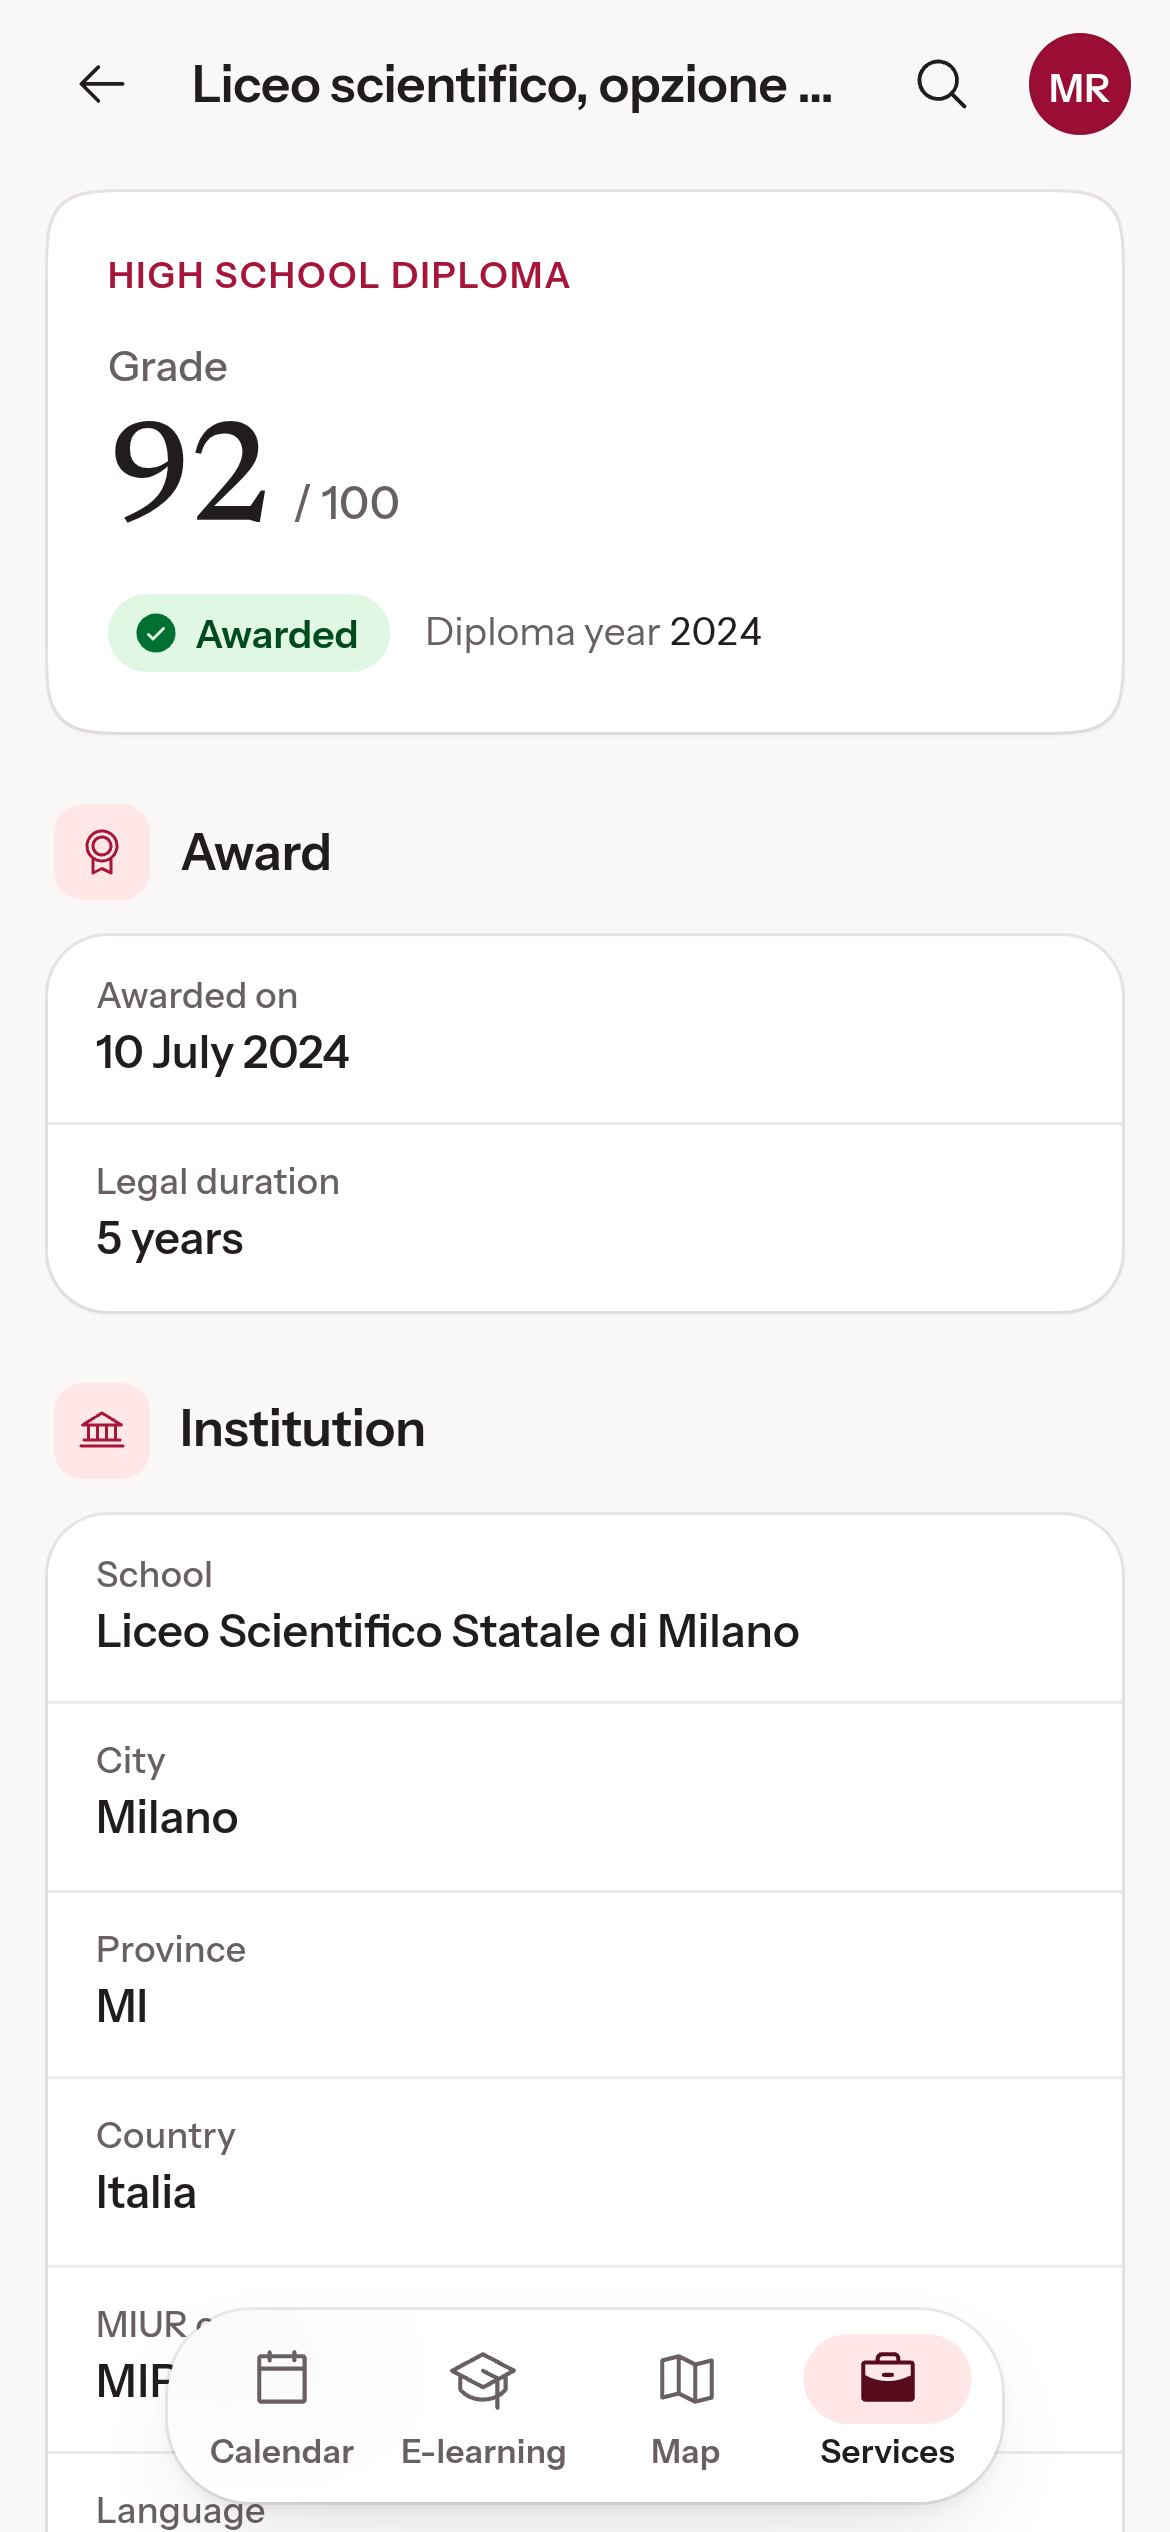 Liceo scientifico, opzione ...
MR
HIGH SCHOOL DIPLOMA
Grade
92 / 100
Awarded
Diploma year 2024
Award
Awarded on
10 July 2024
Legal duration
5 years
Institution
School
Liceo Scientifico Statale di Milano
City
Milano
Province
MI
Country
Italia
MIUR
Calendar
E-learning
Map
Services
Language